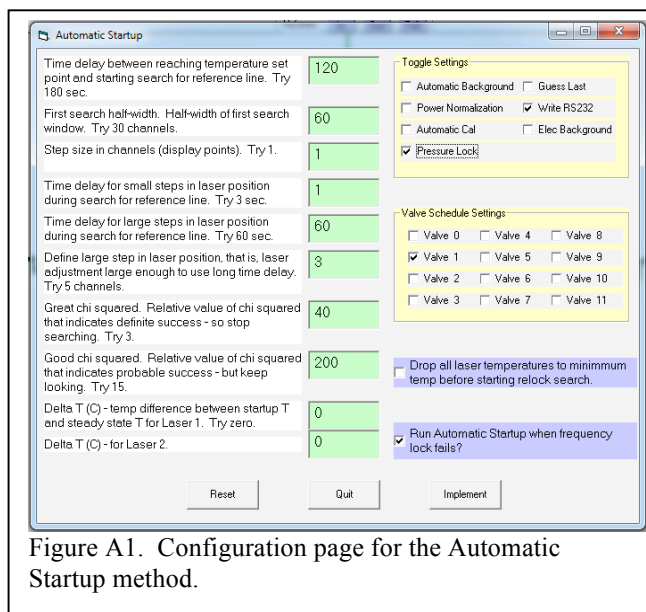 Automatic Startup
Time delay between reaching temperature set
point and starting search for reference line. Try
180 sec.
120
First search half-width. Half-width of first search
window. Try 30 channels.
60
Step size in channels (display points). Try 1.
1
Time delay for small steps in laser position
during search for reference line. Try 3 sec.
1
Time delay for large steps in laser position
during search for reference line. Try 60 sec.
60
Define large step in laser position, that is, laser
adjustment large enough to use long time delay.
Try 5 channels.
3
Great chi squared. Relative value of chi squared
that indicates definite success - so stop
searching. Try 3.
40
Good chi squared. Relative value of chi squared
that indicates probable success - but keep
looking. Try 15.
200
Delta T (C) - temp difference between startup T
and steady state T for Laser 1. Try zero.
0
Delta T (C) - for Laser 2.
0
Toggle Settings
Automatic Background Guess Last
Power Normalization Write RS232
Automatic Cal Elec Background
Pressure Lock
Valve Schedule Settings
Valve 0 Valve 4 Valve 8
Valve 1 Valve 5 Valve 9
Valve 2 Valve 6 Valve 10
Valve 3 Valve 7 Valve 11
Drop all laser temperatures to minimmum
temp before starting relock search.
Run Automatic Startup when frequency
lock fails?
Reset Quit Implement
Figure A1. Configuration page for the Automatic
Startup method.